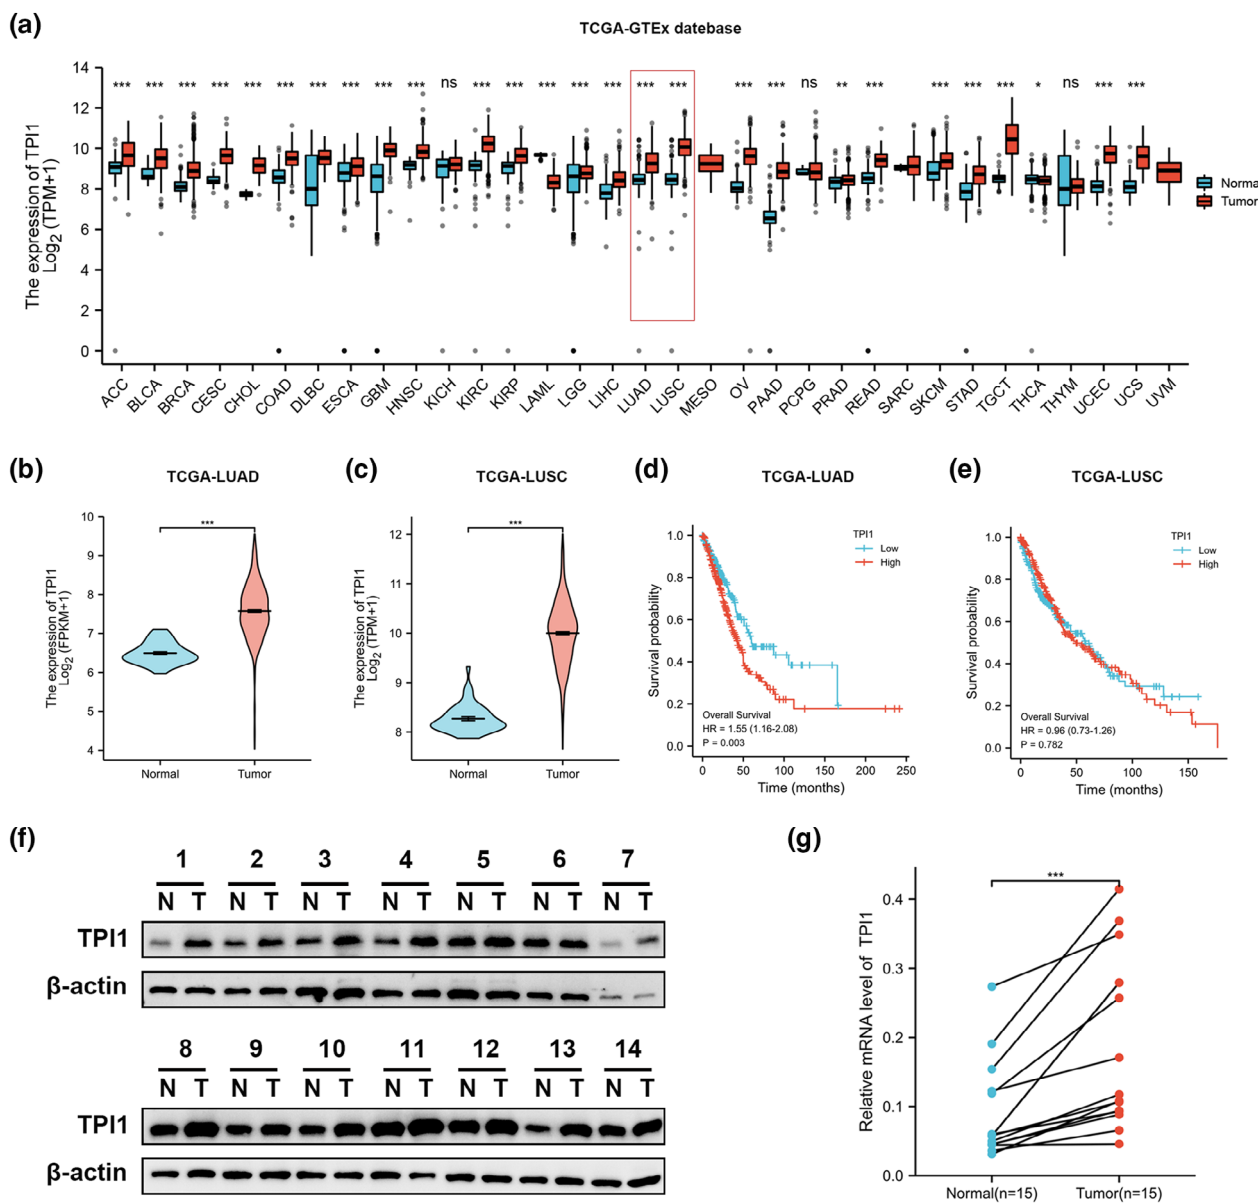 (a)
TCGA-GTEx datebase
The expression of TPI1
Log2 (TPM+1)
14
12
10
8
6
4
2
0
*** *** *** *** *** *** *** *** *** *** ns *** *** *** *** *** *** *** *** *** ns ** *** *** *** *** * ns *** ***
ACC BLCA BRCA CESC CHOL COAD DLBC ESCA GBM HNSC KICH KIRC KIRP LAML LGG LIHC LUAD LUSC MESO OV PAAD PCPG PRAD READ SARC SKCM STAD TGCT THCA THYM UCEC UCS UVM
Norma
Tumor
(b)
TCGA-LUAD
The expression of TPI1
Log2 (FPKM+1)
10
9
8
7
6
5
4
***
Normal Tumor
(c)
TCGA-LUSC
The expression of TPI1
Log2 (TPM+1)
12
11
10
9
8
***
Normal Tumor
(d)
TCGA-LUAD
Survival probability
1.0
0.8
0.6
0.4
0.2
0.0
TPI1
Low
High
Overall Survival
HR = 1.55 (1.16-2.08)
P = 0.003
0 50 100 150 200 250
Time (months)
(e)
TCGA-LUSC
Survival probability
1.0
0.8
0.6
0.4
0.2
0.0
TPI1
Low
High
Overall Survival
HR = 0.96 (0.73-1.26)
P = 0.782
0 50 100 150
Time (months)
(f)
1 2 3 4 5 6 7
N T N T N T N T N T N T N T
TPI1
β-actin
8 9 10 11 12 13 14
N T N T N T N T N T N T N T
TPI1
β-actin
(g)
Relative mRNA level of TPI1
0.4
0.3
0.2
0.1
0.0
***
Normal(n=15) Tumor(n=15)